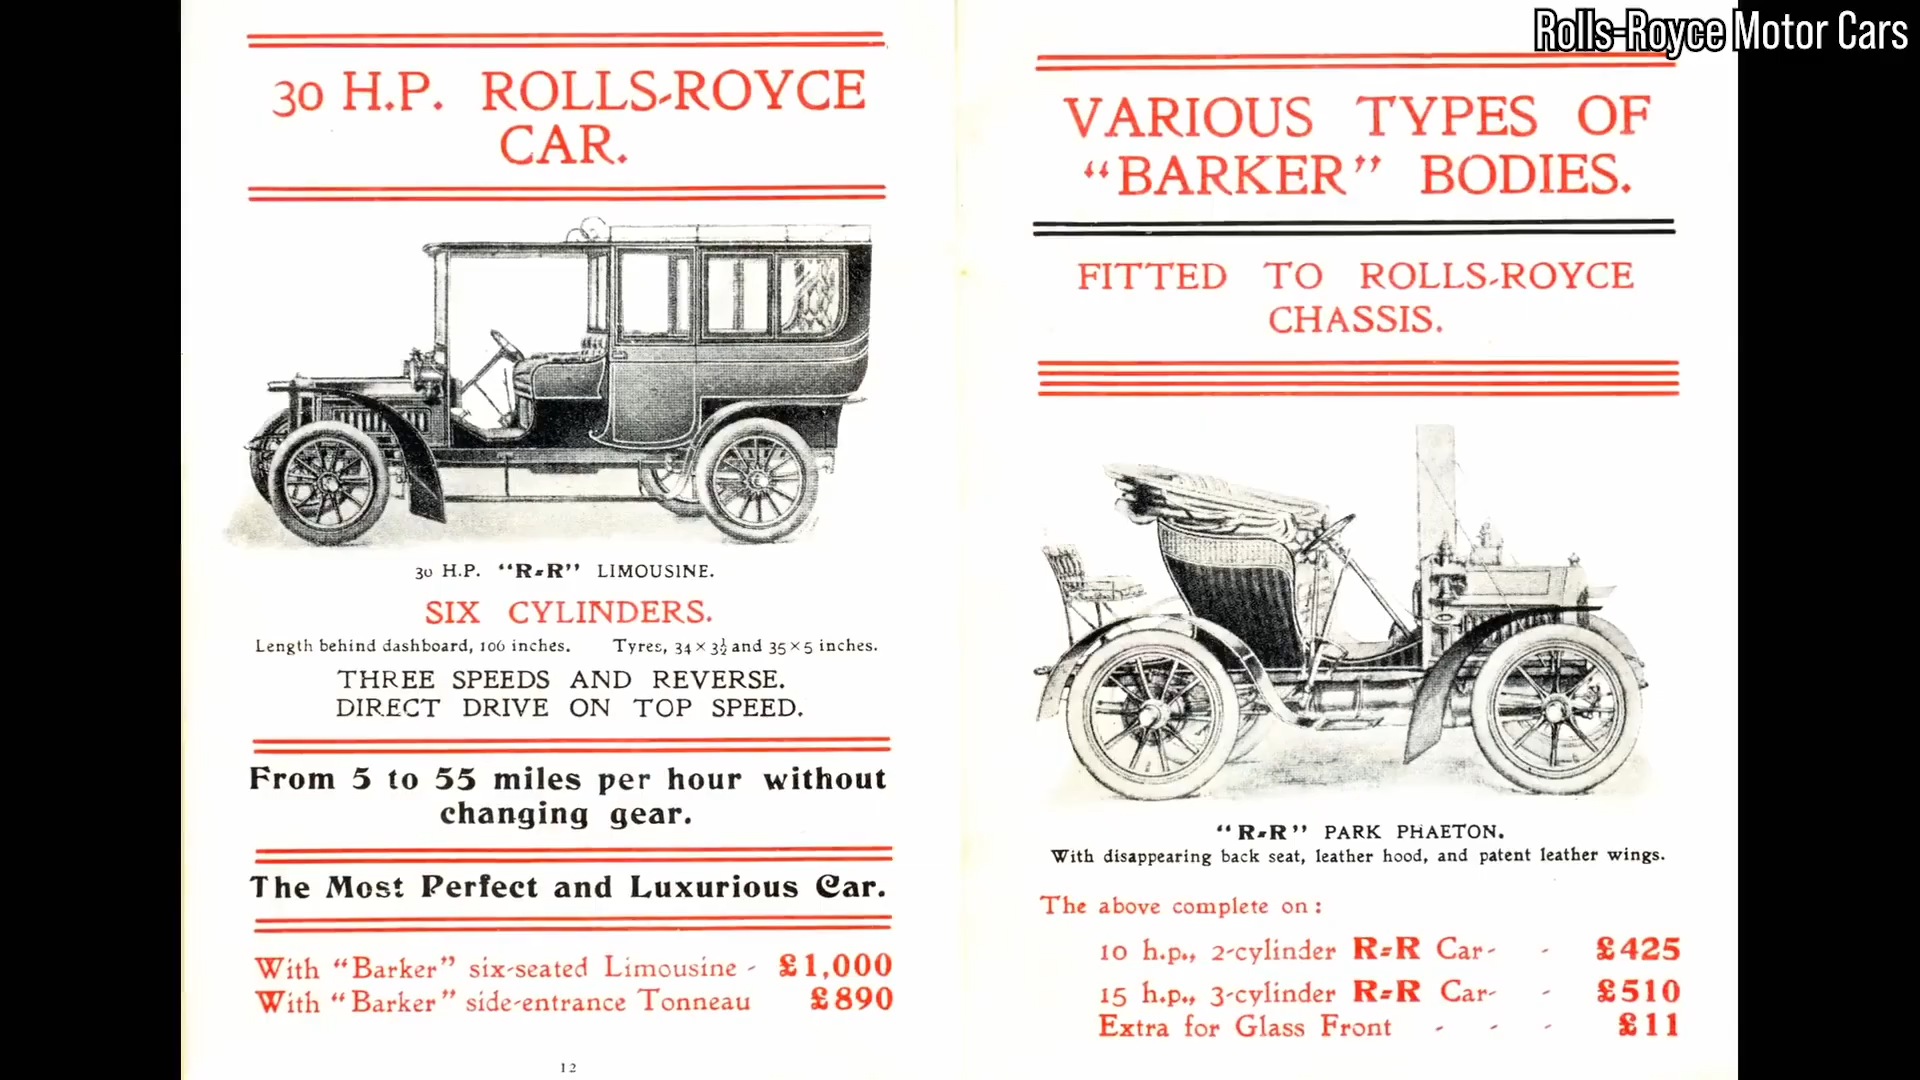 Rolls-Royce Motor Cars
30 H.P. ROLLS-ROYCE
CAR.
30 H.P. "R-R" LIMOUSINE.
SIX CYLINDERS.
Length behind dashboard, 106 inches. Tyres, 34 × 3½ and 35 × 5 inches.
THREE SPEEDS AND REVERSE.
DIRECT DRIVE ON TOP SPEED.
From 5 to 55 miles per hour without
changing gear.
The Most Perfect and Luxurious Car.
With "Barker" six-seated Limousine - £1,000
With "Barker" side-entrance Tonneau £890
12
VARIOUS TYPES OF
"BARKER" BODIES.
FITTED TO ROLLS-ROYCE
CHASSIS.
"R-R" PARK PHAETON.
With disappearing back seat, leather hood, and patent leather wings.
The above complete on:
10 h.p., 2-cylinder R-R Car- - £425
15 h.p., 3-cylinder R-R Car- - £510
Extra for Glass Front - - - £11